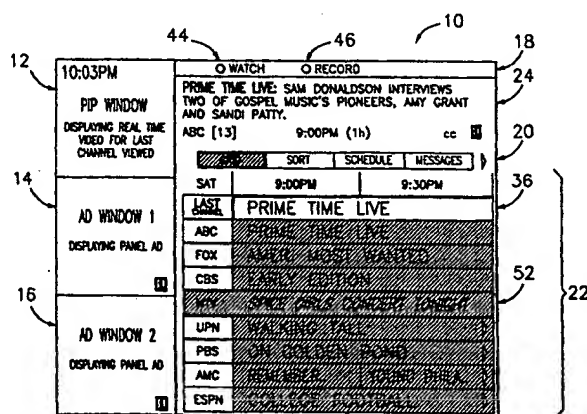 44
46
10
12
10:03PM
WATCH RECORD
18
PIP WINDOW
DISPLAYING REAL TIME
VIDEO FOR LAST
CHANNEL VIEWED
PRIME TIME LIVE: SAM DONALDSON INTERVIEWS
TWO OF GOSPEL MUSIC'S PIONEERS, AMY GRANT
AND SANDI PATTY.
24
ABC [13] 9:00PM (1h) cc
20
SORT SCHEDULE MESSAGES
14
SAT 9:00PM 9:30PM
AD WINDOW 1
DISPLAYING PANEL AD
LAST
CHANNEL
PRIME TIME LIVE
36
ABC PRIME TIME LIVE
FOX AMER. MOST WANTED
CBS EARLY EDITION
16
MTV SPICE GIRLS CONCERT TONIGHT
52
22
AD WINDOW 2
DISPLAYING PANEL AD
UPN WALKING TALL
PBS ON GOLDEN POND
AMC REMEMBER YOUNG PHILA.
ESPN COLLEGE FOOTBALL